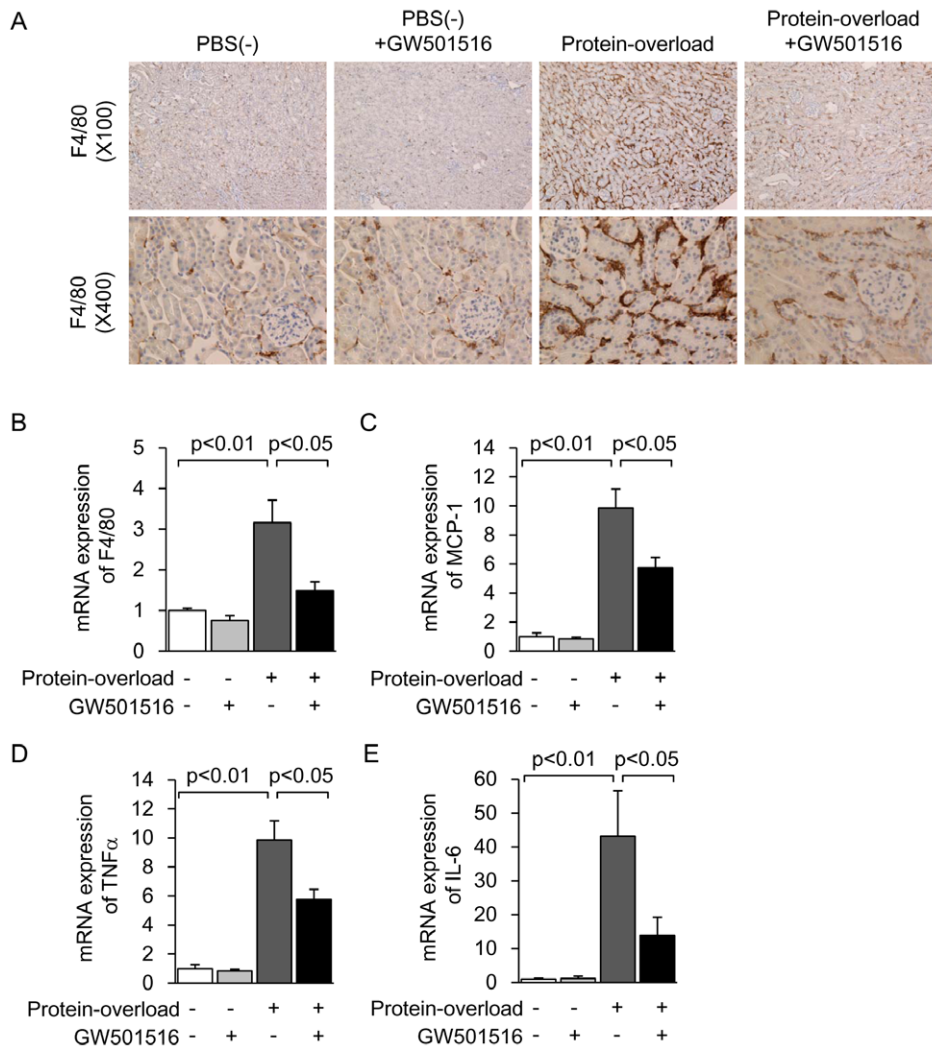 A
PBS(-)
PBS(-)
+GW501516
Protein-overload
Protein-overload
+GW501516
F4/80
(X100)
F4/80
(X400)
B
p<0.01
p<0.05
mRNA expression
of F4/80
5
4
3
2
1
0
Protein-overload - - + +
GW501516 - + - +
C
p<0.01
p<0.05
mRNA expression
of MCP-1
14
12
10
8
6
4
2
0
Protein-overload - - + +
GW501516 - + - +
D
p<0.01
p<0.05
mRNA expression
of TNFα
14
12
10
8
6
4
2
0
Protein-overload - - + +
GW501516 - + - +
E
p<0.01
p<0.05
mRNA expression
of IL-6
60
50
40
30
20
10
0
Protein-overload - - + +
GW501516 - + - +